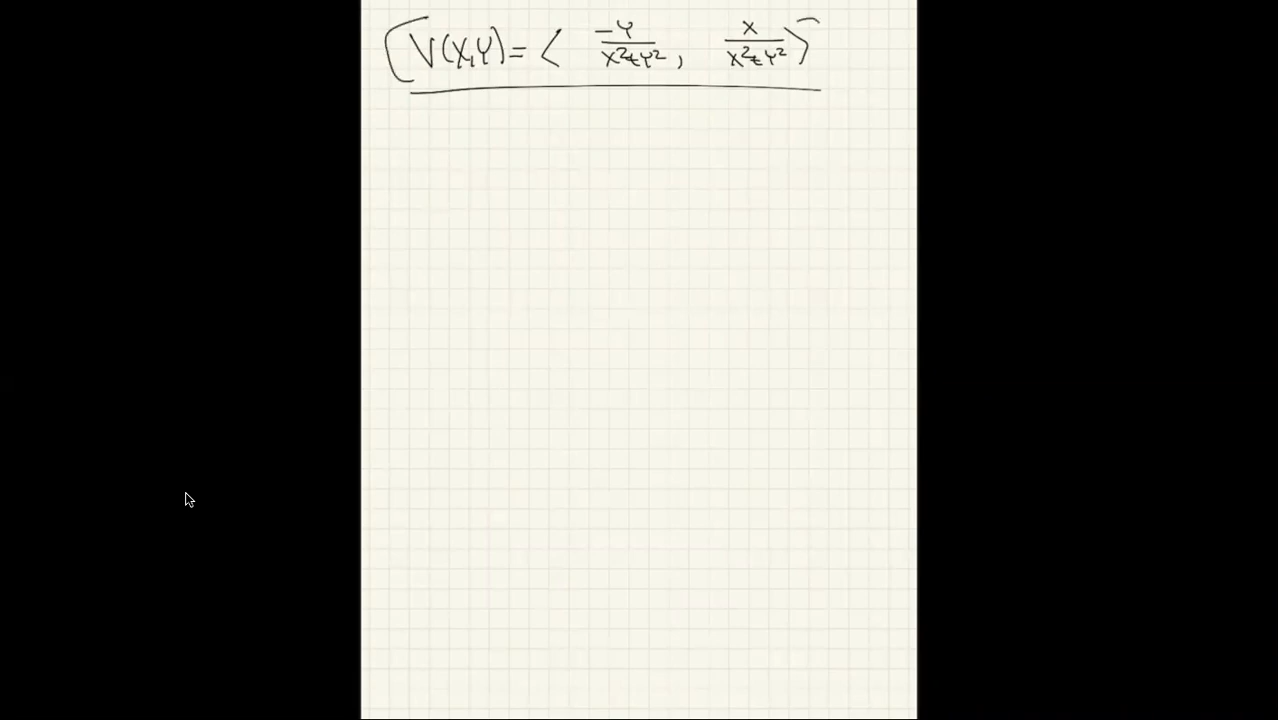 V(X,Y) = < -Y/(X²+Y²), X/(X²+Y²) >